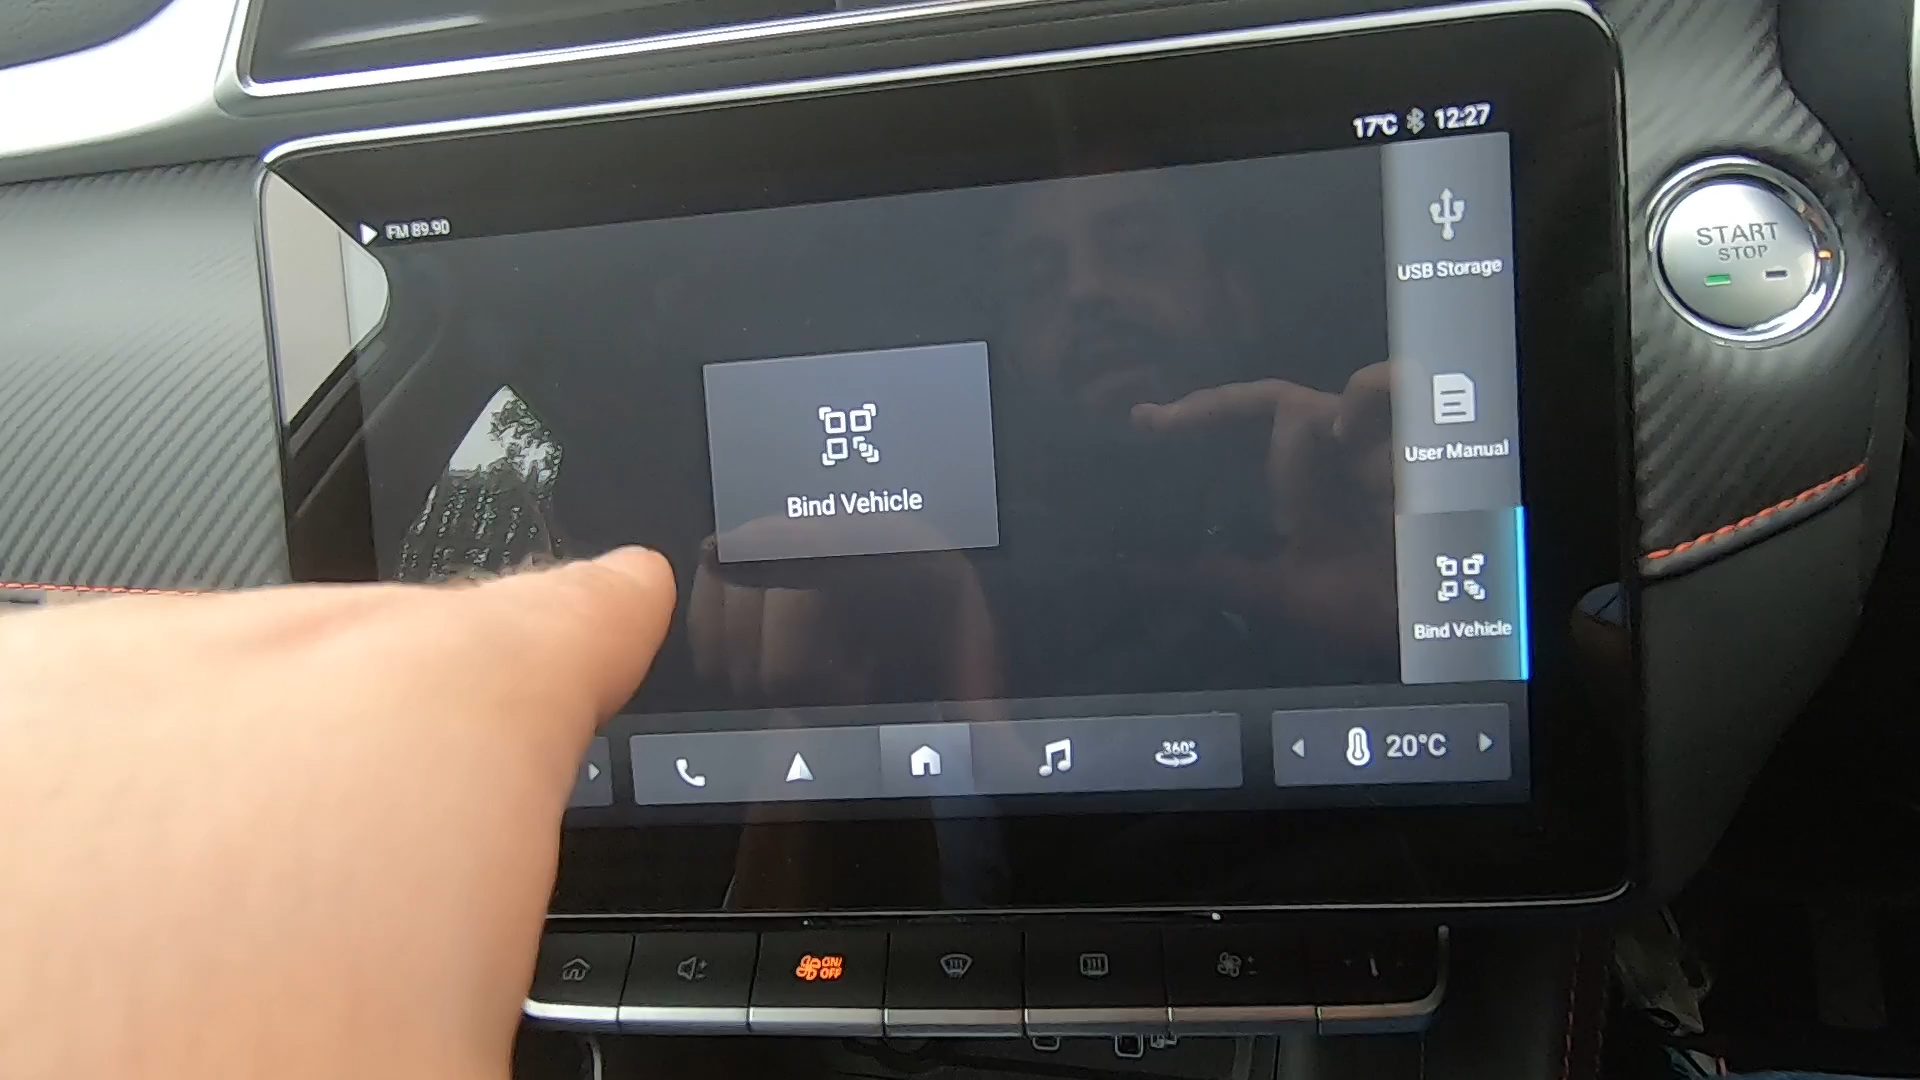 17°C 12:27
FM 89.90
USB Storage
START
STOP
User Manual
Bind Vehicle
Bind Vehicle
360°
20°C
ON/
OFF